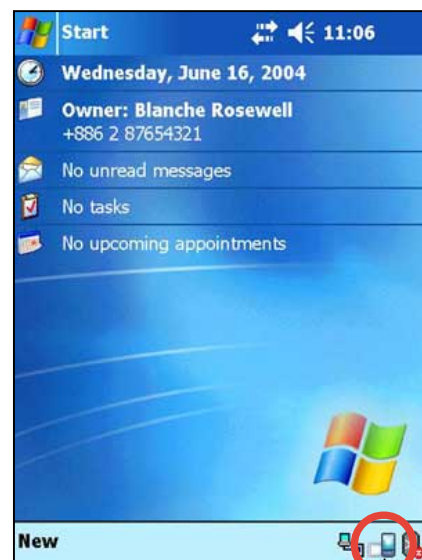 Start 11:06
Wednesday, June 16, 2004
Owner: Blanche Rosewell
+886 2 87654321
No unread messages
No tasks
No upcoming appointments
New